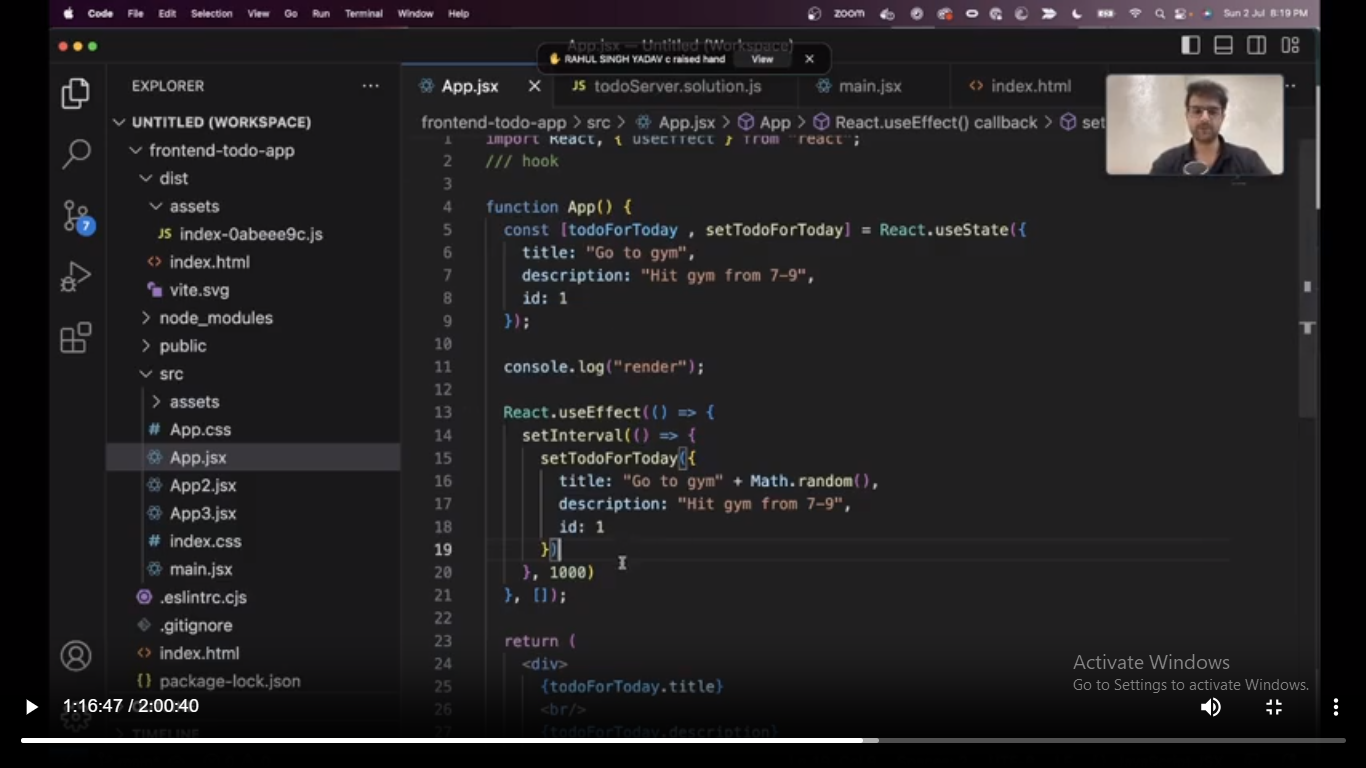 Code File Edit Selection View Go Run Terminal Window Help zoom Sun 2 Jul 8:19 PM
App.jsx — Untitled (Workspace)
RAHUL SINGH YADAV c raised hand View
EXPLORER
App.jsx JS todoServer.solution.js main.jsx <> index.html
UNTITLED (WORKSPACE)
frontend-todo-app > src > App.jsx > App > React.useEffect() callback > set
frontend-todo-app
dist
assets
JS index-0abeee9c.js
<> index.html
vite.svg
node_modules
public
src
assets
# App.css
App.jsx
App2.jsx
App3.jsx
# index.css
main.jsx
.eslintrc.cjs
.gitignore
<> index.html
{} package-lock.json
TIMELINE
7
1 import React, { useEffect } from "react";
2 /// hook
3
4 function App() {
5 const [todoForToday , setTodoForToday] = React.useState({
6 title: "Go to gym",
7 description: "Hit gym from 7-9",
8 id: 1
9 });
10
11 console.log("render");
12
13 React.useEffect(() => {
14 setInterval(() => {
15 setTodoForToday({
16 title: "Go to gym" + Math.random(),
17 description: "Hit gym from 7-9",
18 id: 1
19 })
20 }, 1000)
21 }, []);
22
23 return (
24 <div>
25 {todoForToday.title}
26 <br/>
27 {todoForToday.description}
Activate Windows
Go to Settings to activate Windows.
1:16:47 / 2:00:40